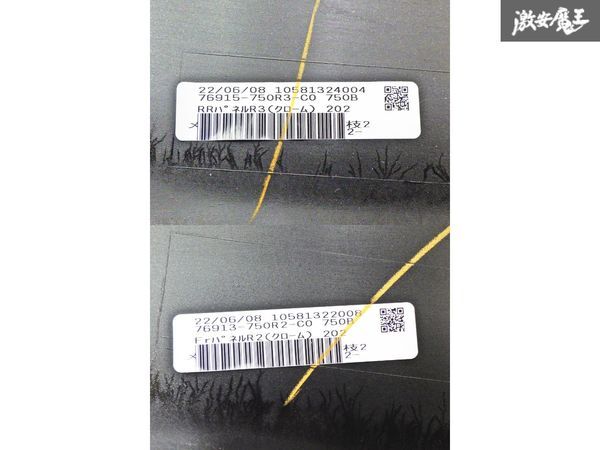 激安魔王
22/06/08 10581324004
76915-750R3-C0 750B
RRﾊﾟﾈﾙR3(ｸﾛｰﾑ) 202
枝2
2-
22/06/08 10581322008
76913-750R2-C0 750B
FrﾊﾟﾈﾙR2(ｸﾛｰﾑ) 202
枝2
2-